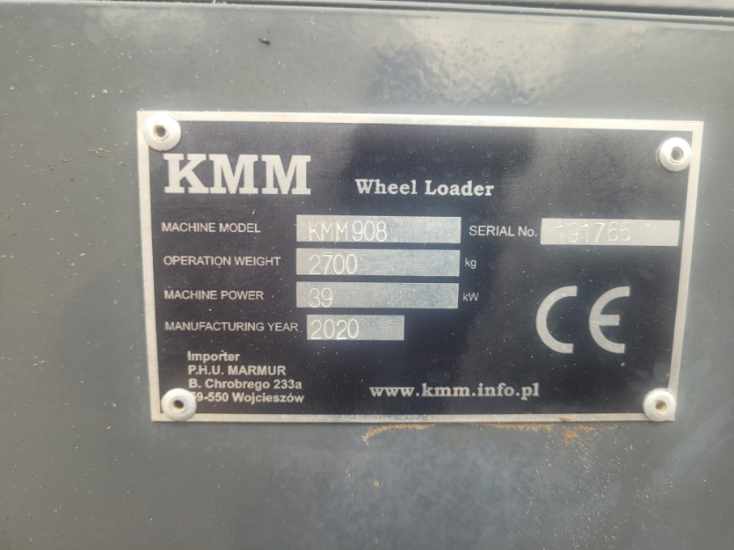 KMM Wheel Loader
MACHINE MODEL KMM908 SERIAL No.
OPERATION WEIGHT 2700 kg
MACHINE POWER 39 kW
MANUFACTURING YEAR 2020
CE
Importer
P.H.U. MARMUR
B. Chrobrego 233a
Wojcieszów
www.kmm.info.pl